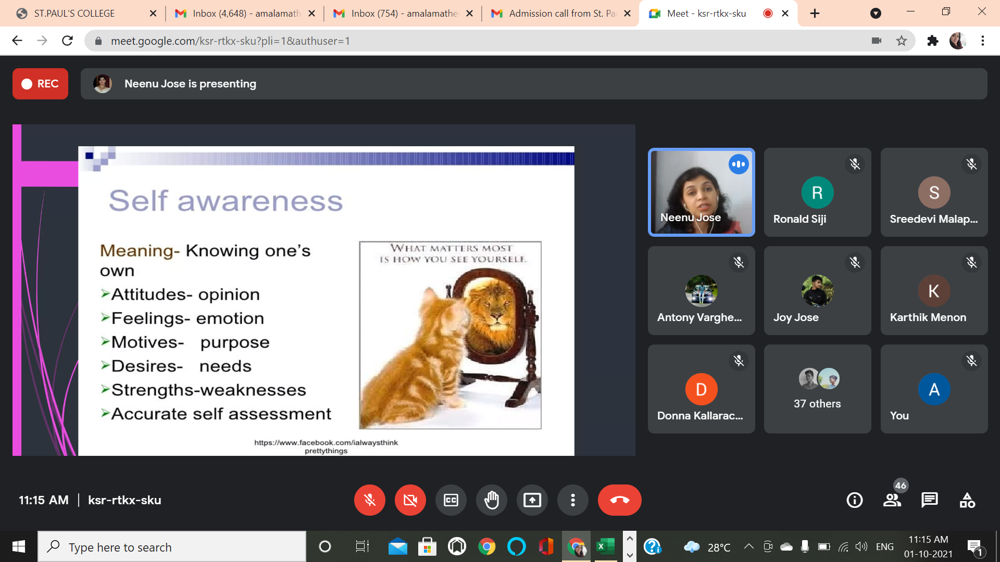 ST.PAUL'S COLLEGE
Inbox (4,648) - amalamath
Inbox (754) - amalamathe
Admission call from St. Pa
Meet - ksr-rtkx-sku
meet.google.com/ksr-rtkx-sku?pli=1&authuser=1
REC
Neenu Jose is presenting
Self awareness
Meaning- Knowing one's
own
Attitudes- opinion
Feelings- emotion
Motives- purpose
Desires- needs
Strengths-weaknesses
Accurate self assessment
WHAT MATTERS MOST
IS HOW YOU SEE YOURSELF.
https://www.facebook.com/ialwaysthink
prettythings
Neenu Jose
R
Ronald Siji
S
Sreedevi Malap...
Antony Varghe...
Joy Jose
K
Karthik Menon
D
Donna Kallarac...
37 others
A
You
11:15 AM | ksr-rtkx-sku
CC
46
Type here to search
28°C
ENG
11:15 AM
01-10-2021
1